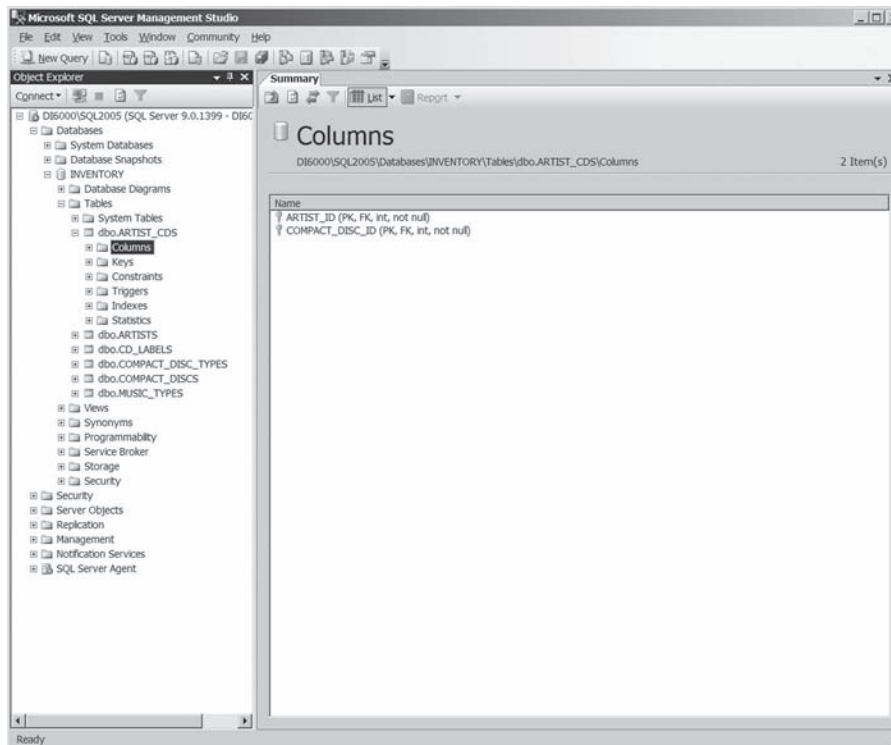 Microsoft SQL Server Management Studio
File Edit View Tools Window Community Help
New Query
Object Explorer
Connect
DI6000\SQL2005 (SQL Server 9.0.1399 - DI6C
Databases
System Databases
Database Snapshots
INVENTORY
Database Diagrams
Tables
System Tables
dbo.ARTIST_CDS
Columns
Keys
Constraints
Triggers
Indexes
Statistics
dbo.ARTISTS
dbo.CD_LABELS
dbo.COMPACT_DISC_TYPES
dbo.COMPACT_DISCS
dbo.MUSIC_TYPES
Views
Synonyms
Programmability
Service Broker
Storage
Security
Security
Server Objects
Replication
Management
Notification Services
SQL Server Agent
Summary
List Report
Columns
DI6000\SQL2005\Databases\INVENTORY\Tables\dbo.ARTIST_CDS\Columns 2 Item(s)
Name
ARTIST_ID (PK, FK, int, not null)
COMPACT_DISC_ID (PK, FK, int, not null)
Ready